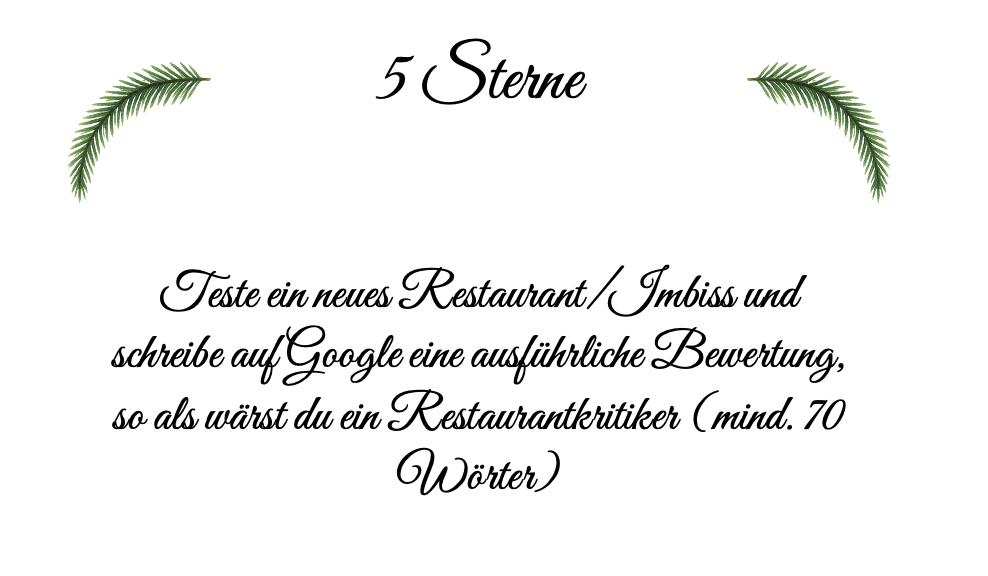 5 Sterne
Teste ein neues Restaurant/Imbiss und
schreibe auf Google eine ausführliche Bewertung,
so als wärst du ein Restaurantkritiker (mind. 70
Wörter)